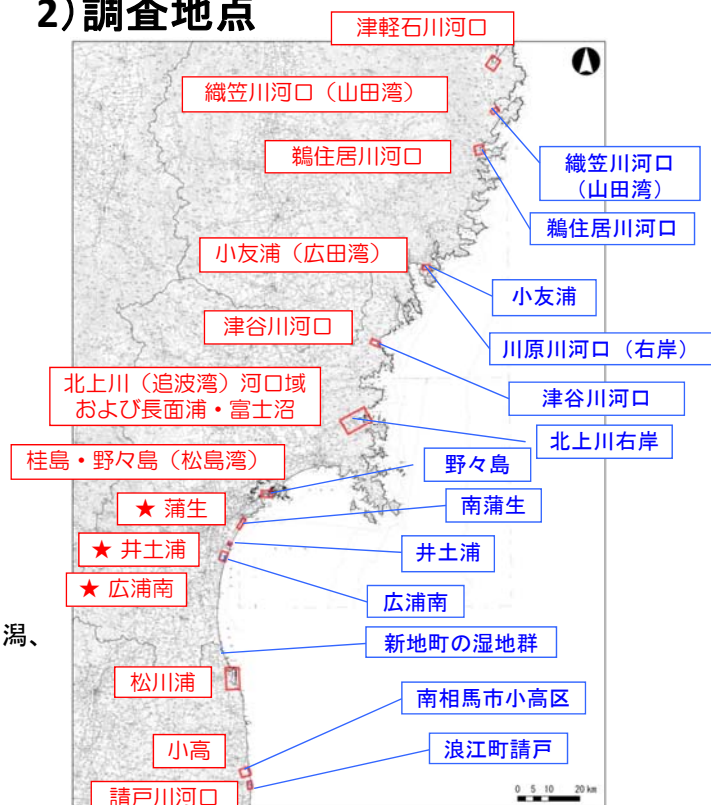 2)調査地点
津軽石川河口
織笠川河口（山田湾）
鵜住居川河口
織笠川河口
（山田湾）
鵜住居川河口
小友浦（広田湾）
小友浦
津谷川河口
川原川河口（右岸）
北上川（追波湾）河口域
および長面浦・富士沼
津谷川河口
北上川右岸
桂島・野々島（松島湾）
野々島
★ 蒲生
南蒲生
★ 井土浦
井土浦
★ 広浦南
広浦南
潟、
新地町の湿地群
松川浦
南相馬市小高区
小高
浪江町請戸
請戸川河口
0 5 10 20 km